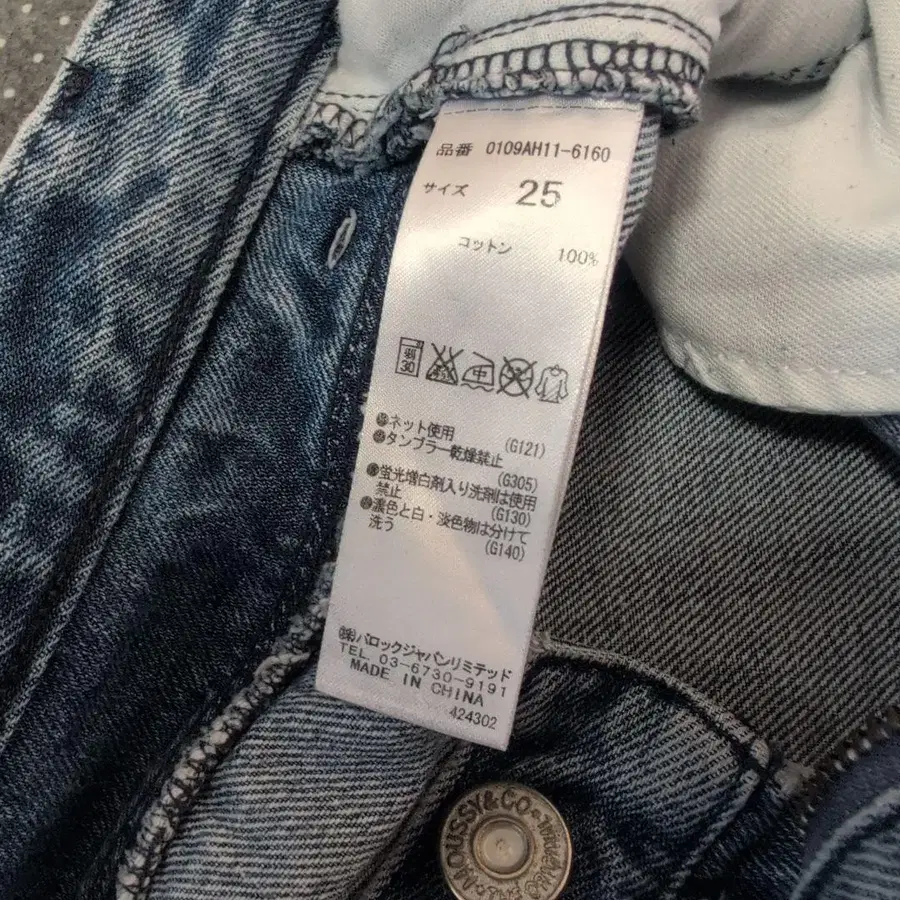 品番 0109AH11-6160
サイズ 25
コットン 100%
弱 30 中
ネット使用 (G121)
タンブラー乾燥禁止
(G305)
蛍光増白剤入り洗剤は使用
禁止 (G130)
濃色と白・淡色物は分けて
洗う (G140)
㈱バロックジャパンリミテッド
TEL. 03-6730-9191
MADE IN CHINA
424302
MOUSSY&CO